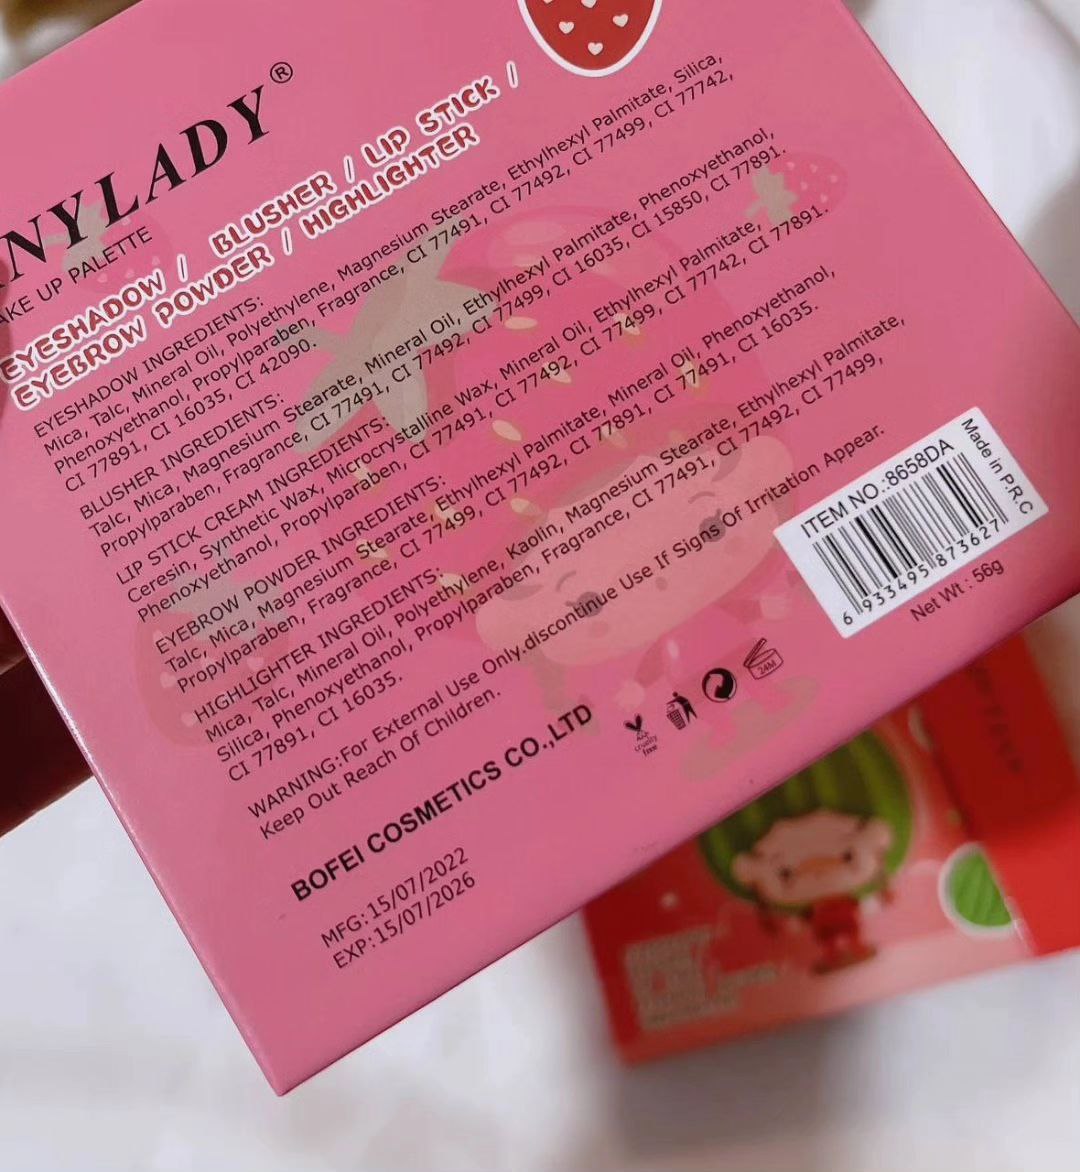 NYLADY®
AKE UP PALETTE
EYESHADOW / BLUSHER / LIP STICK /
EYEBROW POWDER / HIGHLIGHTER
EYESHADOW INGREDIENTS:
Mica, Talc, Mineral Oil, Polyethylene, Magnesium Stearate, Ethylhexyl Palmitate, Silica,
Phenoxyethanol, Propylparaben, Fragrance, CI 77491, CI 77492, CI 77499, CI 77742,
CI 77891, CI 16035, CI 42090.
BLUSHER INGREDIENTS:
Talc, Mica, Magnesium Stearate, Mineral Oil, Ethylhexyl Palmitate, Phenoxyethanol,
Propylparaben, Fragrance, CI 77491, CI 77492, CI 77499, CI 16035, CI 15850, CI 77891.
LIP STICK CREAM INGREDIENTS:
Ceresin, Synthetic Wax, Microcrystalline Wax, Mineral Oil, Ethylhexyl Palmitate,
Phenoxyethanol, Propylparaben, CI 77491, CI 77492, CI 77499, CI 77742, CI 77891.
EYEBROW POWDER INGREDIENTS:
Talc, Mica, Magnesium Stearate, Ethylhexyl Palmitate, Mineral Oil, Phenoxyethanol,
Propylparaben, Fragrance, CI 77499, CI 77492, CI 77891, CI 77491, CI 16035.
HIGHLIGHTER INGREDIENTS:
Mica, Talc, Mineral Oil, Polyethylene, Kaolin, Magnesium Stearate, Ethylhexyl Palmitate,
Silica, Phenoxyethanol, Propylparaben, Fragrance, CI 77491, CI 77492, CI 77499,
CI 77891, CI 16035.
WARNING:For External Use Only.discontinue Use If Signs Of Irritation Appear.
Keep Out Reach Of Children.
BOFEI COSMETICS CO.,LTD
MFG:15/07/2022
EXP:15/07/2026
cruelty
free
24M
ITEM NO.:8658DA
Made in P.R.C
6 933495 873627
Net Wt : 56g